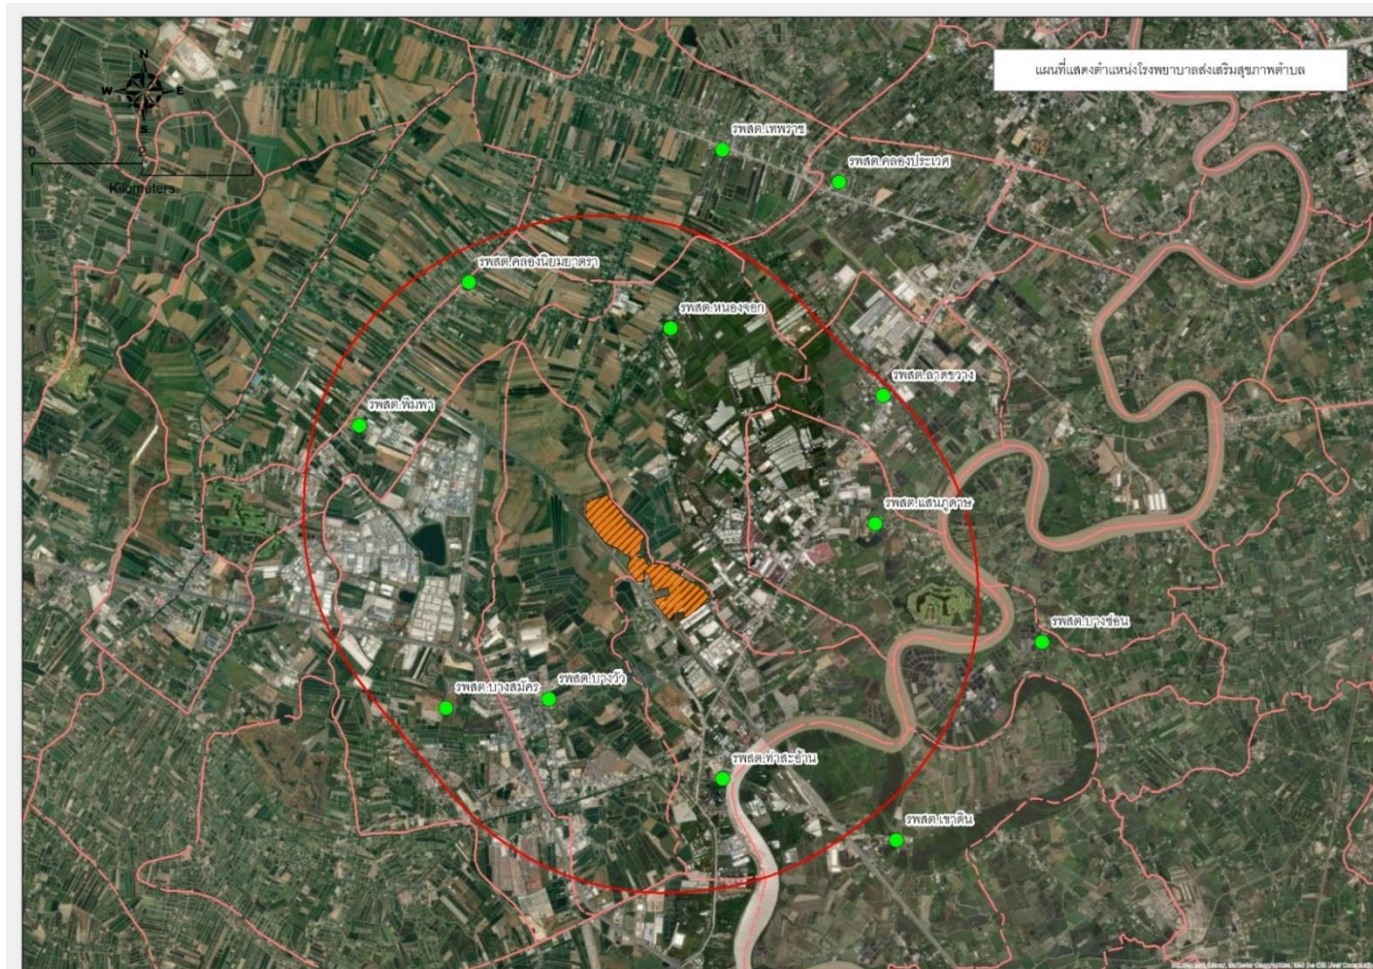 แผนที่แสดงตำแหน่งโรงพยาบาลส่งเสริมสุขภาพตำบล
N
W E
S
0 2 4
Kilometers
รพสต.เทพราช
รพสต.คลองประเวศ
รพสต.คลองนิยมยาตรา
รพสต.หนองจอก
รพสต.ลาดขวาง
รพสต.พิมพา
รพสต.แสนภูดาษ
รพสต.บางซ่อน
รพสต.บางสมัคร
รพสต.บางวัว
รพสต.ท่าสะอ้าน
รพสต.เขาดิน